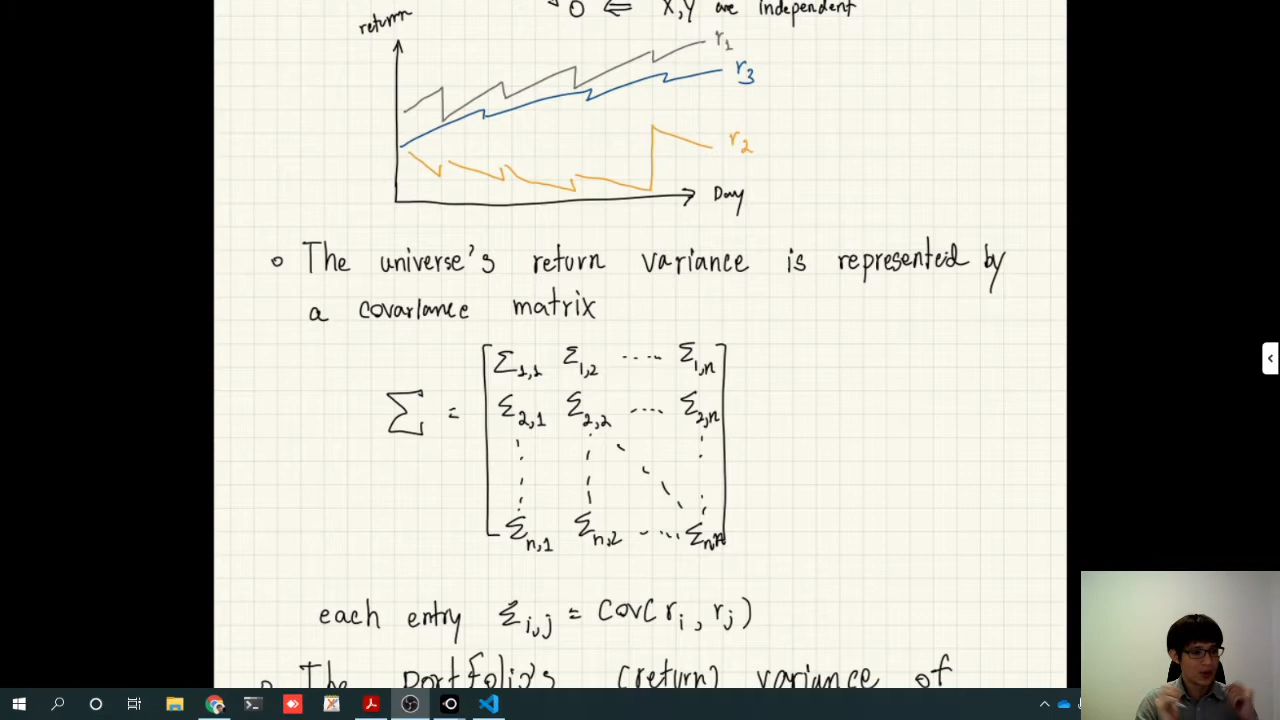 0 ⇐ X,Y are independent
return
r1
r3
r2
Day
∘ The universe's return variance is represented by
a covariance matrix
Σ = [ Σ1,1 Σ1,2 ..... Σ1,n
Σ2,1 Σ2,2 ..... Σ2,n
Σn,1 Σn,2 ..... Σn,n ]
each entry Σi,j = Cov(ri, rj)
∘ The portfolio's (return) variance of